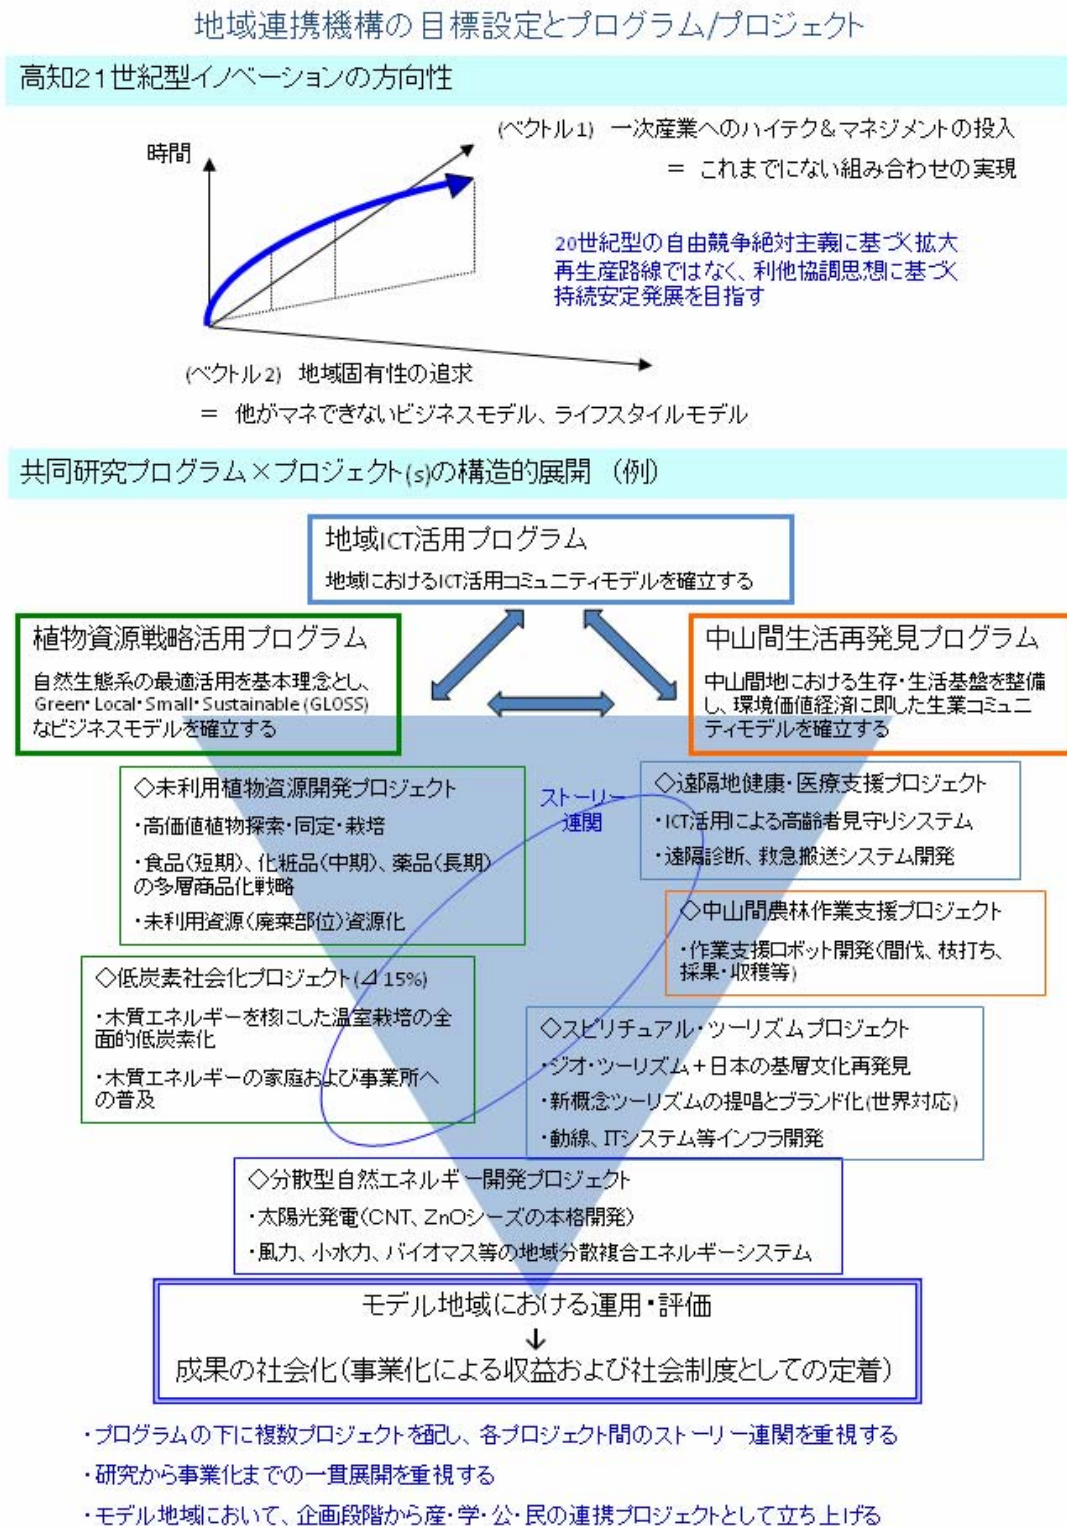 地域連携機構の目標設定とプログラム/プロジェクト
高知21世紀型イノベーションの方向性
(ベクトル1) 一次産業へのハイテク&マネジメントの投入
＝ これまでにない組み合わせの実現
時間
20世紀型の自由競争絶対主義に基づく拡大
再生産路線ではなく、利他協調思想に基づく
持続安定発展を目指す
(ベクトル2) 地域固有性の追求
＝ 他がマネできないビジネスモデル、ライフスタイルモデル
共同研究プログラム×プロジェクト(s)の構造的展開 （例）
地域ICT活用プログラム
地域におけるICT活用コミュニティモデルを確立する
植物資源戦略活用プログラム
自然生態系の最適活用を基本理念とし、
Green・Local・Small・Sustainable (GLOSS)
なビジネスモデルを確立する
中山間生活再発見プログラム
中山間地における生存・生活基盤を整備
し、環境価値経済に即した生業コミュニ
ティモデルを確立する
◇未利用植物資源開発プロジェクト
・高価値植物探索・同定・栽培
・食品(短期)、化粧品(中期)、薬品(長期)
の多層商品化戦略
・未利用資源(廃棄部位)資源化
ストーリー
連関
◇遠隔地健康・医療支援プロジェクト
・ICT活用による高齢者見守りシステム
・遠隔診断、救急搬送システム開発
◇中山間農林作業支援プロジェクト
・作業支援ロボット開発(間伐、枝打ち、
採果・収穫等)
◇低炭素社会化プロジェクト(⊿15%)
・木質エネルギーを核にした温室栽培の全
面的低炭素化
・木質エネルギーの家庭および事業所へ
の普及
◇スピリチュアル・ツーリズムプロジェクト
・ジオ・ツーリズム＋日本の基層文化再発見
・新概念ツーリズムの提唱とブランド化(世界対応)
・動線、ITシステム等インフラ開発
◇分散型自然エネルギー開発プロジェクト
・太陽光発電(CNT、ZnOシーズの本格開発)
・風力、小水力、バイオマス等の地域分散複合エネルギーシステム
モデル地域における運用・評価
↓
成果の社会化(事業化による収益および社会制度としての定着)
・プログラムの下に複数プロジェクトを配し、各プロジェクト間のストーリー連関を重視する
・研究から事業化までの一貫展開を重視する
・モデル地域において、企画段階から産・学・公・民の連携プロジェクトとして立ち上げる